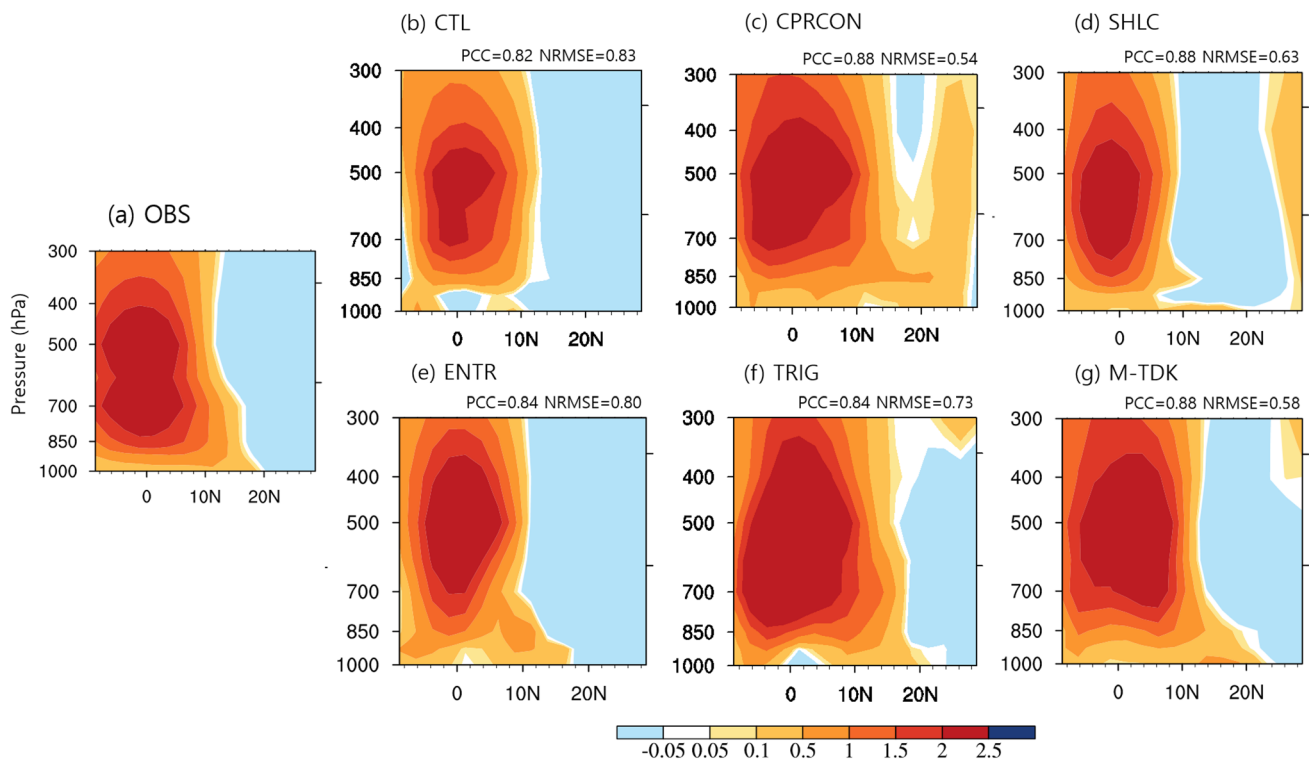 (b) CTL
PCC=0.82 NRMSE=0.83
300
400
500
700
850
1000
0
10N
20N
(c) CPRCON
PCC=0.88 NRMSE=0.54
300
400
500
700
850
1000
0
10N
20N
(d) SHLC
PCC=0.88 NRMSE=0.63
300
400
500
700
850
1000
0
10N
20N
(a) OBS
Pressure (hPa)
300
400
500
700
850
1000
0
10N
20N
(e) ENTR
PCC=0.84 NRMSE=0.80
300
400
500
700
850
1000
0
10N
20N
(f) TRIG
PCC=0.84 NRMSE=0.73
300
400
500
700
850
1000
0
10N
20N
(g) M-TDK
PCC=0.88 NRMSE=0.58
300
400
500
700
850
1000
0
10N
20N
-0.05 0.05 0.1 0.5 1 1.5 2 2.5